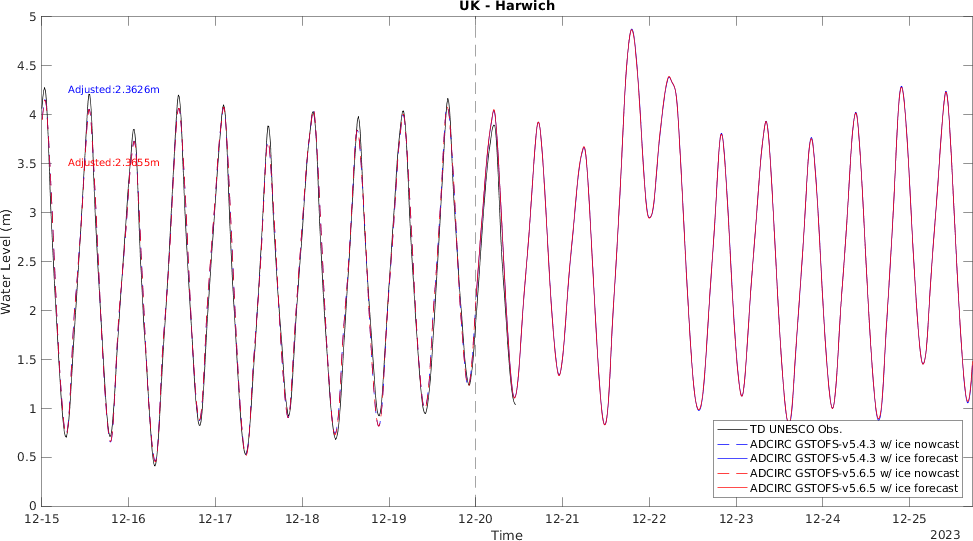 UK - Harwich
5
4.5
Adjusted:2.3626m
4
3.5
Adjusted:2.3655m
3
2.5
2
1.5
1
0.5
0
Water Level (m)
TD UNESCO Obs.
ADCIRC GSTOFS-v5.4.3 w/ ice nowcast
ADCIRC GSTOFS-v5.4.3 w/ ice forecast
ADCIRC GSTOFS-v5.6.5 w/ ice nowcast
ADCIRC GSTOFS-v5.6.5 w/ ice forecast
12-15 12-16 12-17 12-18 12-19 12-20 12-21 12-22 12-23 12-24 12-25
Time
2023